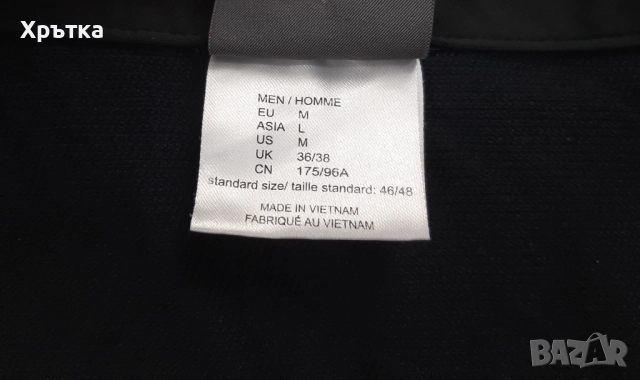 Хрътка
MEN / HOMME
EU M
ASIA L
US M
UK 36/38
CN 175/96A
standard size/ taille standard: 46/48
MADE IN VIETNAM
FABRIQUÉ AU VIETNAM
BAZAR